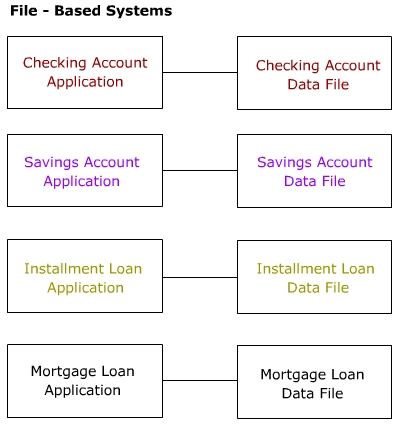 File - Based Systems
Checking Account
Application
Checking Account
Data File
Savings Account
Application
Savings Account
Data File
Installment Loan
Application
Installment Loan
Data File
Mortgage Loan
Application
Mortgage Loan
Data File